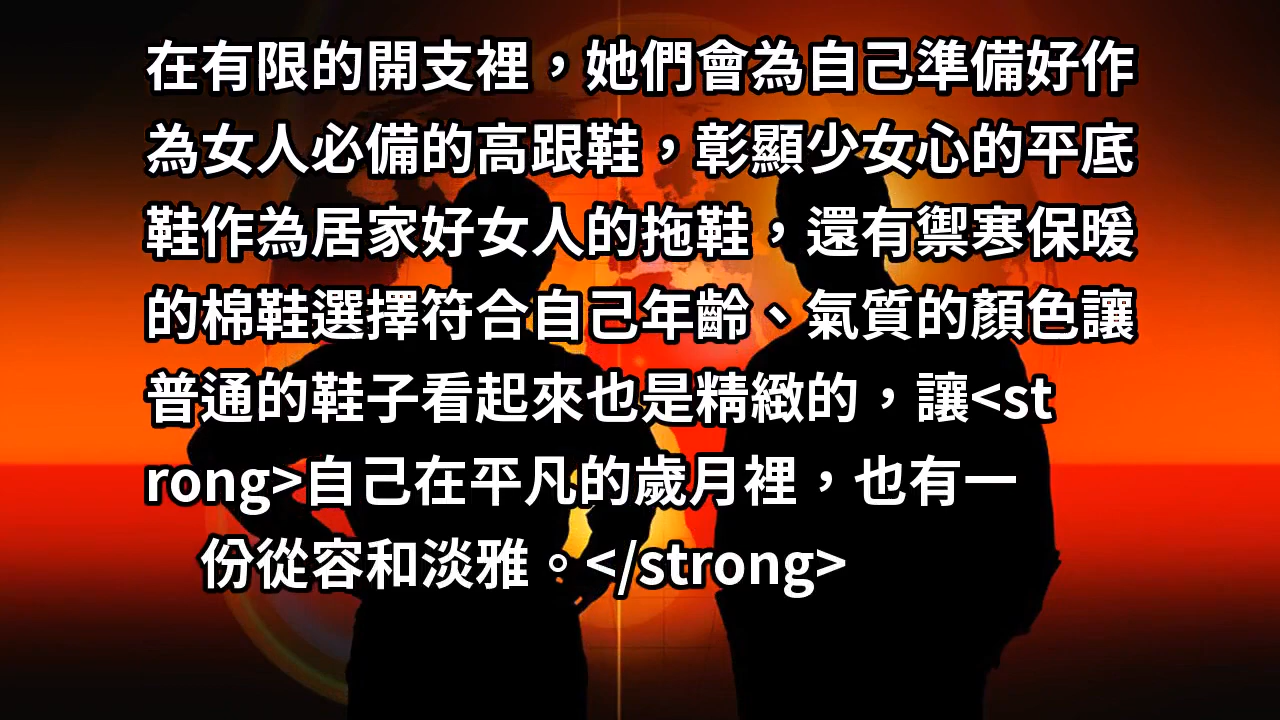 在有限的開支裡，她們會為自己準備好作
為女人必備的高跟鞋，彰顯少女心的平底
鞋作為居家好女人的拖鞋，還有禦寒保暖
的棉鞋選擇符合自己年齡、氣質的顏色讓
普通的鞋子看起來也是精緻的，讓<st
rong>自己在平凡的歲月裡，也有一
　份從容和淡雅。</strong>